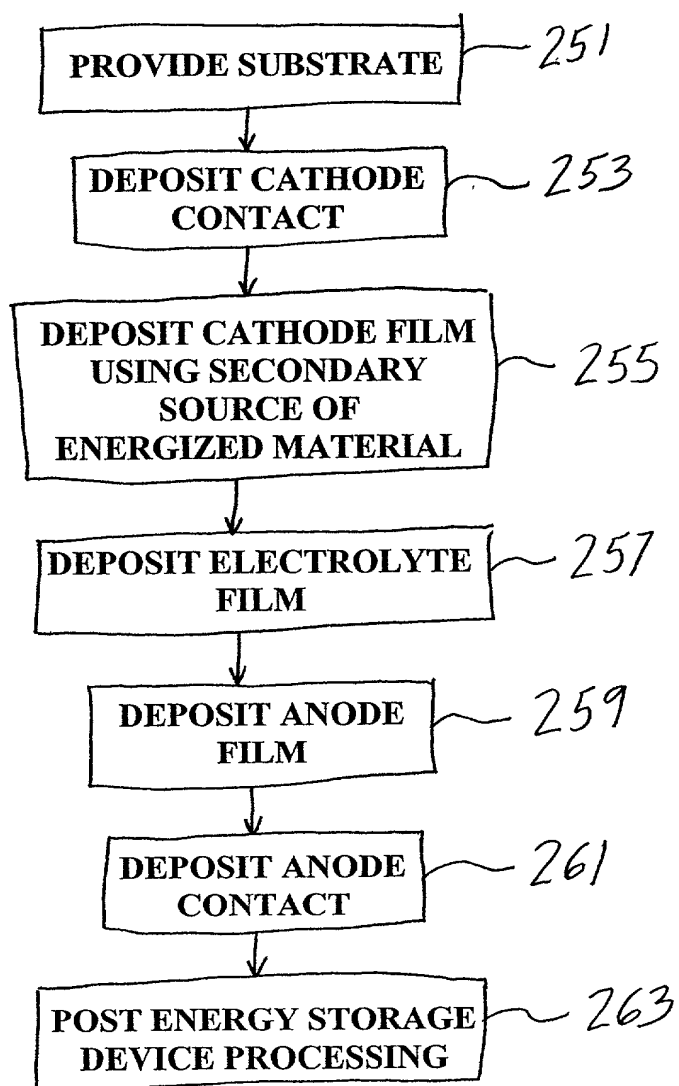 PROVIDE SUBSTRATE
251
DEPOSIT CATHODE
CONTACT
253
DEPOSIT CATHODE FILM
USING SECONDARY
SOURCE OF
ENERGIZED MATERIAL
255
DEPOSIT ELECTROLYTE
FILM
257
DEPOSIT ANODE
FILM
259
DEPOSIT ANODE
CONTACT
261
POST ENERGY STORAGE
DEVICE PROCESSING
263